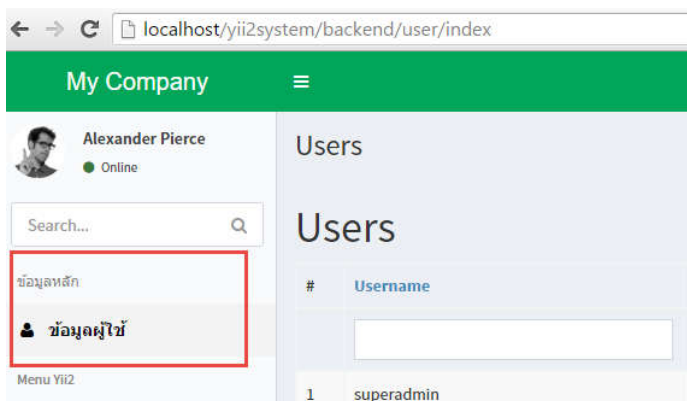 localhost/yii2system/backend/user/index
My Company
Alexander Pierce
Online
Search...
ข้อมูลหลัก
ข้อมูลผู้ใช้
Menu Yii2
Users
Users
# Username
1 superadmin